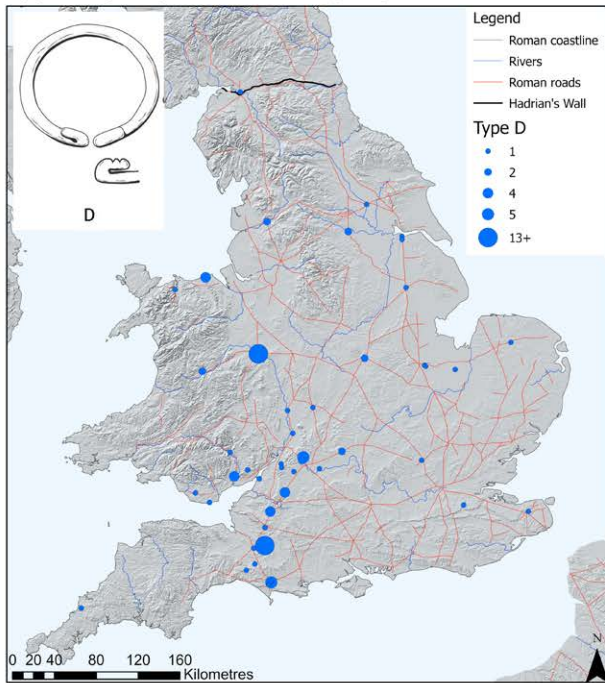 D
Legend
Roman coastline
Rivers
Roman roads
Hadrian's Wall
Type D
1
2
4
5
13+
N
0 20 40 80 120 160
Kilometres